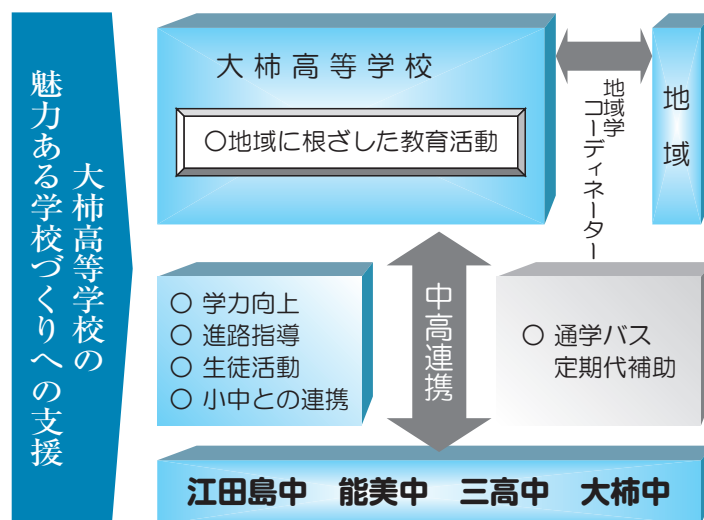 大柿高等学校の
魅力ある学校づくりへの支援
大柿高等学校
〇地域に根ざした教育活動
地域学
コーディネーター
地域
〇 学力向上
〇 進路指導
〇 生徒活動
〇 小中との連携
中高連携
〇 通学バス
定期代補助
江田島中 能美中 三高中 大柿中